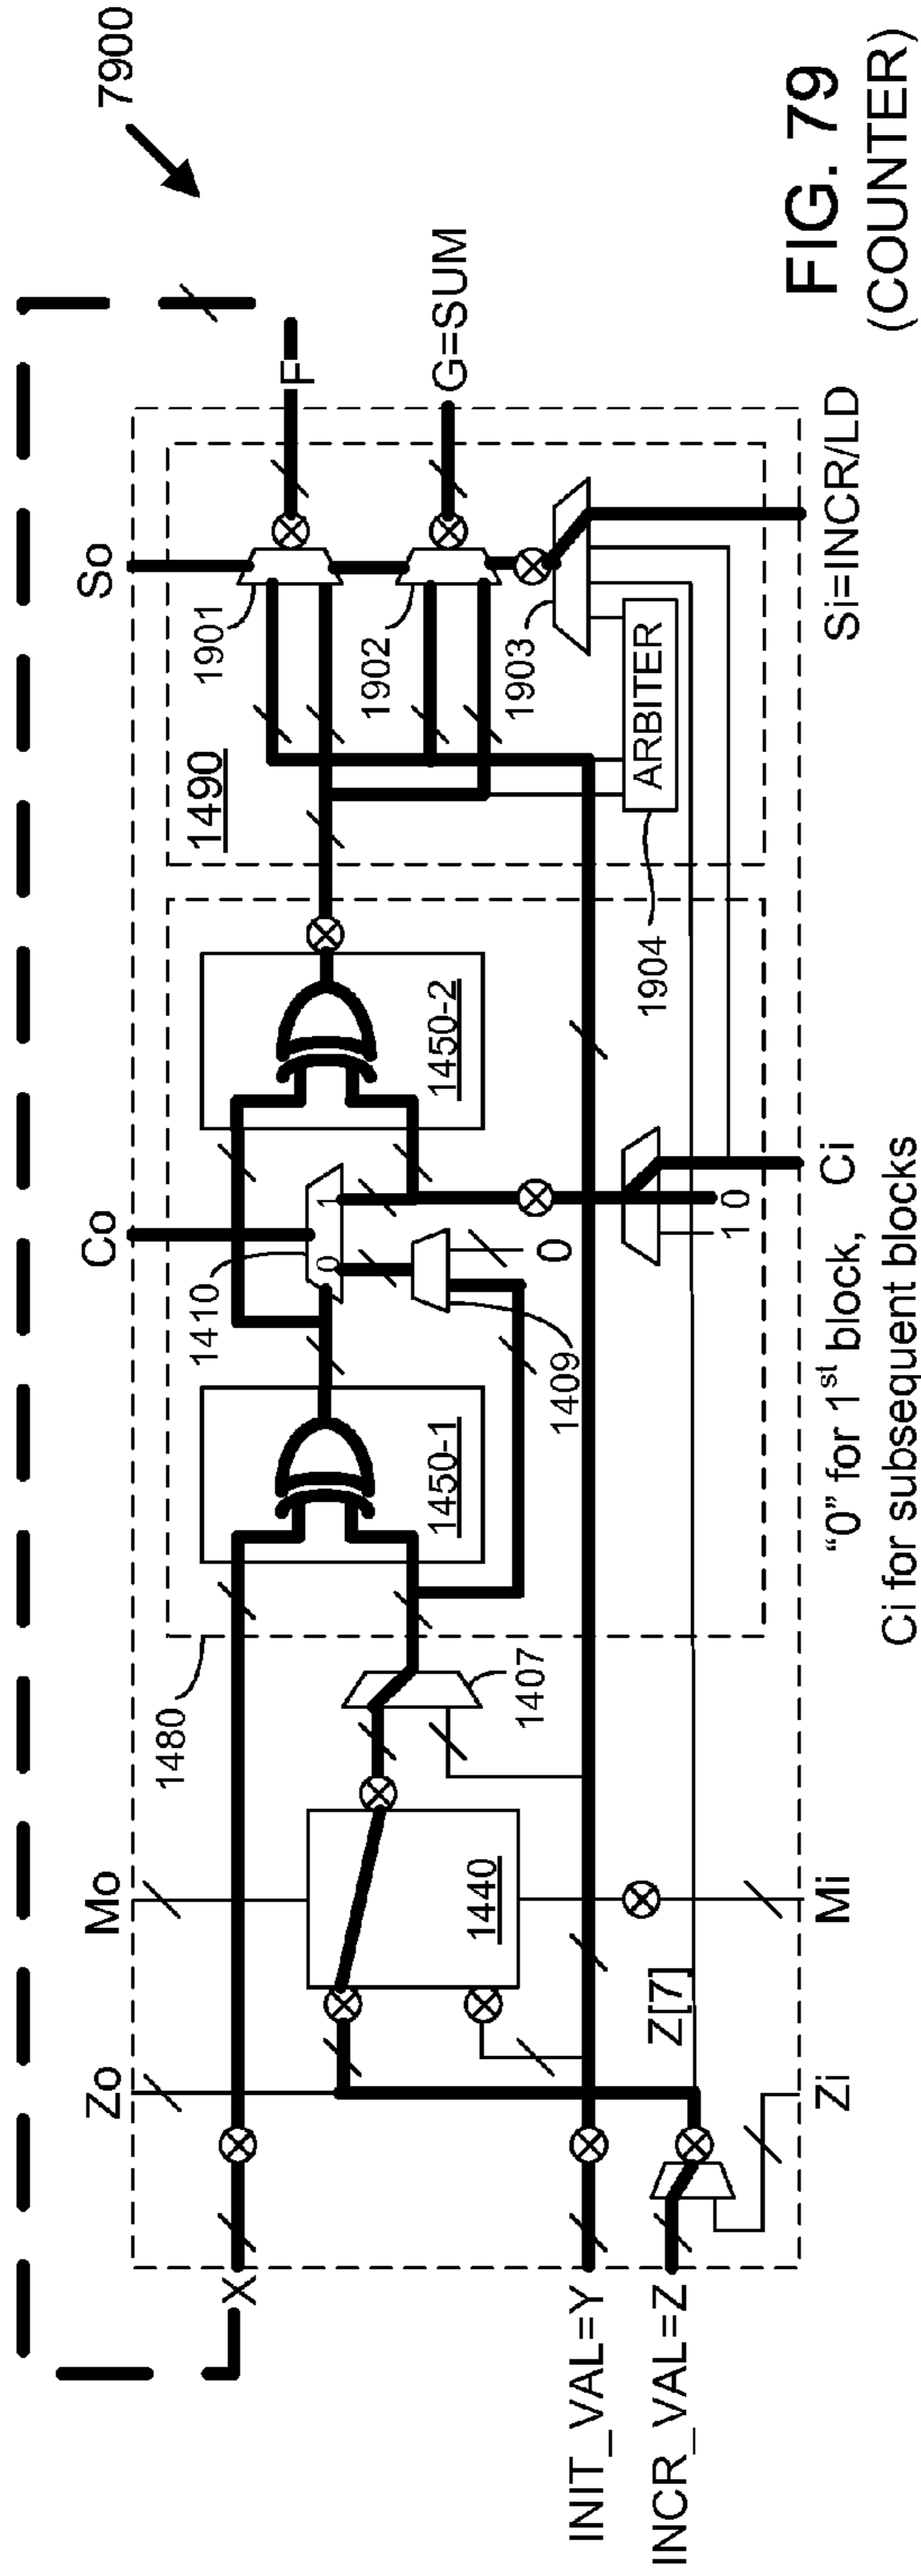 7900
So
Co
Mo
Zo
F
G=SUM
1901
1902
1903
1490
ARBITER
1904
1450-2
1410
1
0
0
1409
1 0
1450-1
1480
1407
1440
Z[7]
X
INIT_VAL=Y
INCR_VAL=Z
Zi
Mi
Ci
"0" for 1st block,
Ci for subsequent blocks
Si=INCR/LD
FIG. 79
(COUNTER)